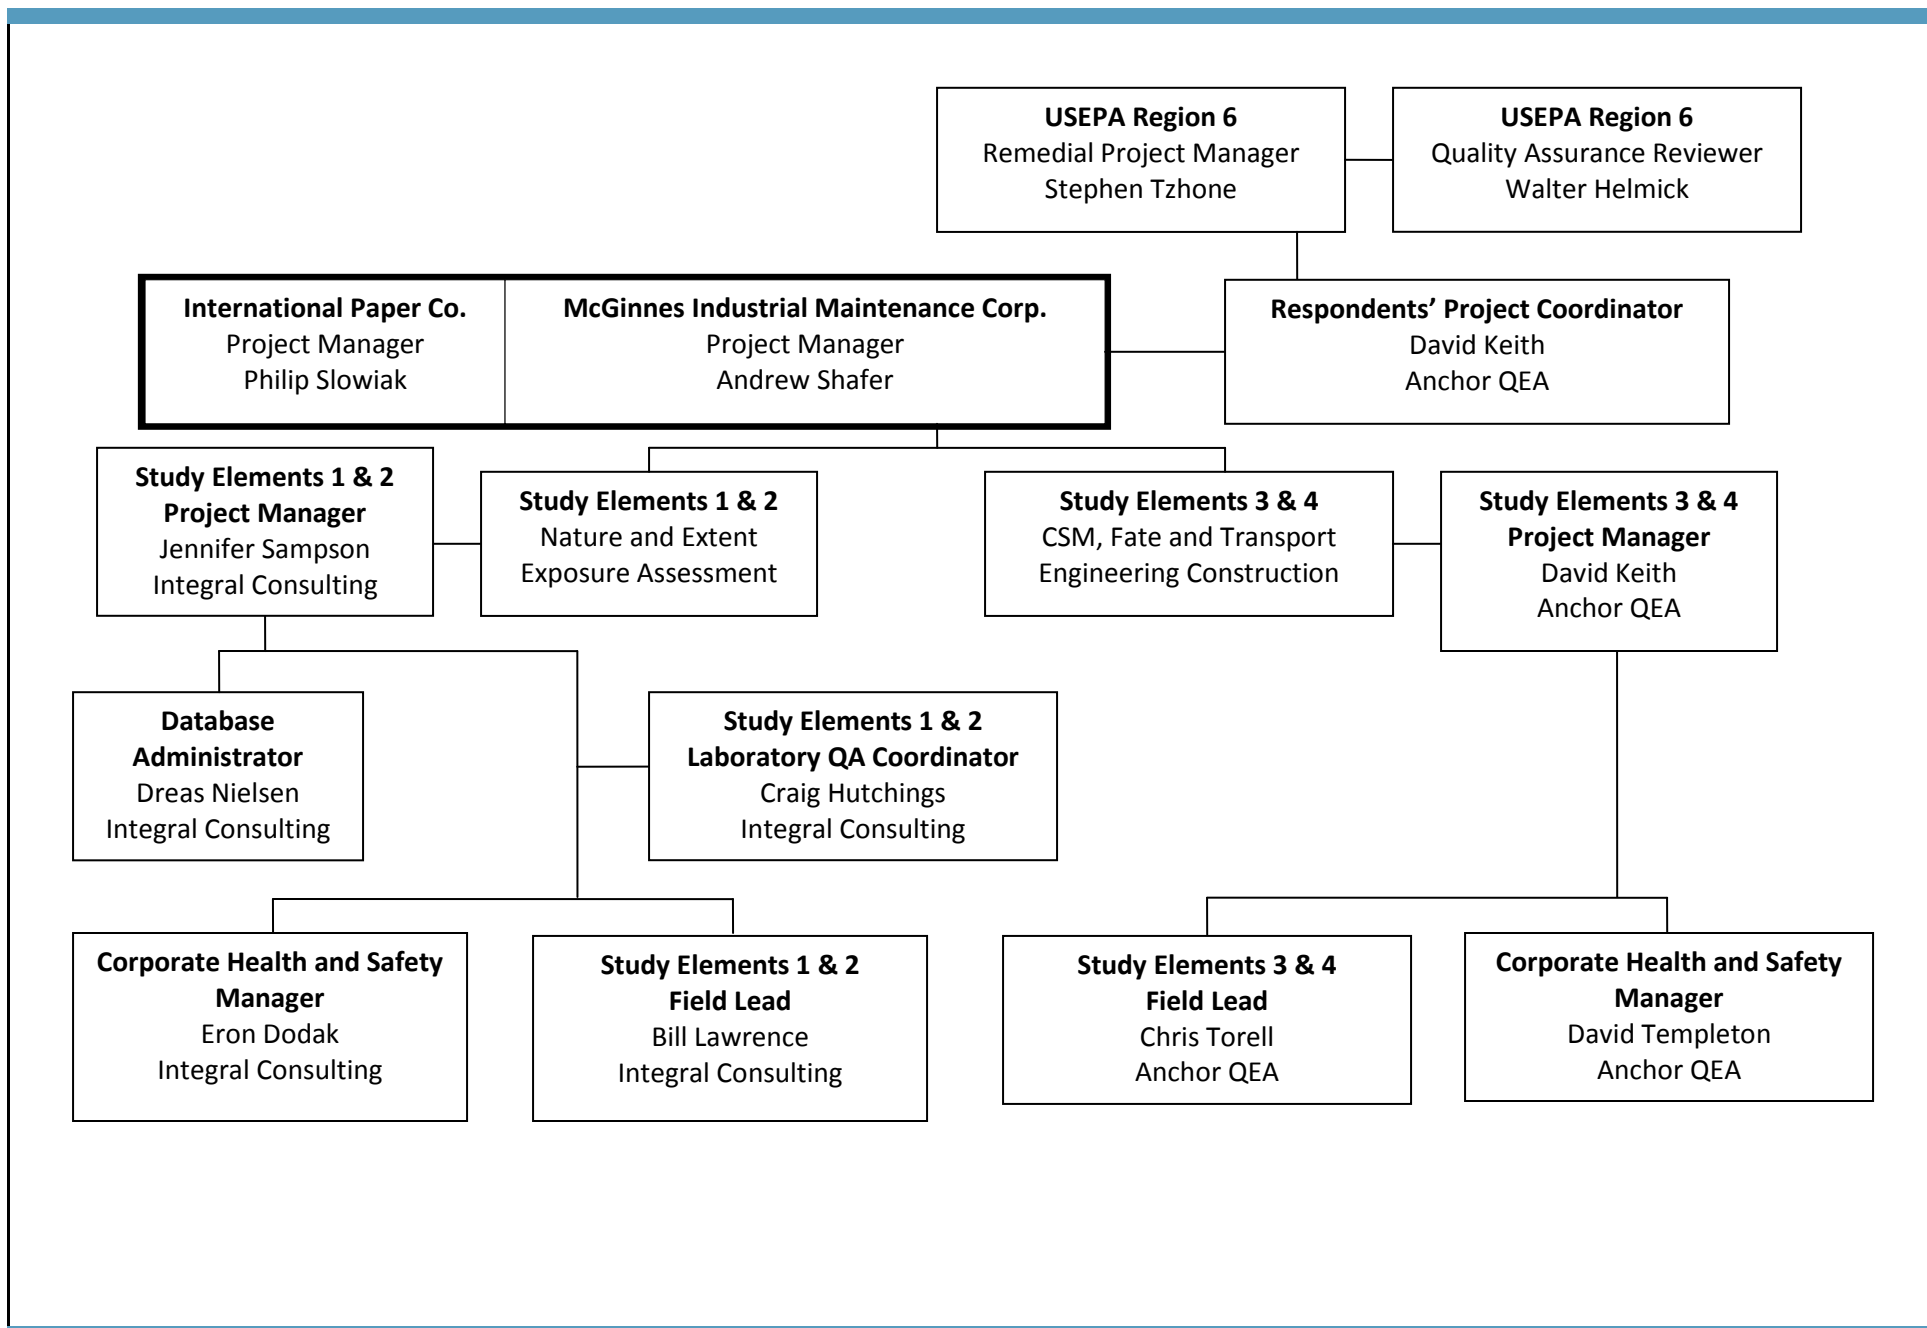 USEPA Region 6
Remedial Project Manager
Stephen Tzhone
USEPA Region 6
Quality Assurance Reviewer
Walter Helmick
International Paper Co.
Project Manager
Philip Slowiak
McGinnes Industrial Maintenance Corp.
Project Manager
Andrew Shafer
Respondents’ Project Coordinator
David Keith
Anchor QEA
Study Elements 1 & 2
Project Manager
Jennifer Sampson
Integral Consulting
Study Elements 1 & 2
Nature and Extent
Exposure Assessment
Study Elements 3 & 4
CSM, Fate and Transport
Engineering Construction
Study Elements 3 & 4
Project Manager
David Keith
Anchor QEA
Database
Administrator
Dreas Nielsen
Integral Consulting
Study Elements 1 & 2
Laboratory QA Coordinator
Craig Hutchings
Integral Consulting
Corporate Health and Safety
Manager
Eron Dodak
Integral Consulting
Study Elements 1 & 2
Field Lead
Bill Lawrence
Integral Consulting
Study Elements 3 & 4
Field Lead
Chris Torell
Anchor QEA
Corporate Health and Safety
Manager
David Templeton
Anchor QEA